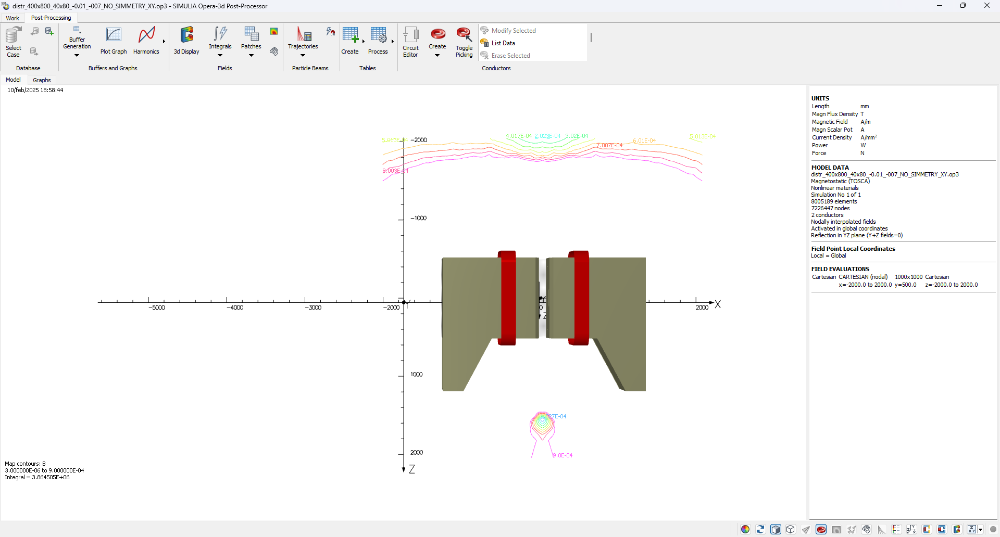 distr_400x800_40x80_-0.01_-007_NO_SIMMETRY_XY.op3 - SIMULIA Opera-3d Post-Processor
Work
Post-Processing
Select Case
Database
Buffer Generation
Plot Graph
Harmonics
Buffers and Graphs
3d Display
Integrals
Patches
Fields
Trajectories
Particle Beams
Create
Process
Tables
Circuit Editor
Create
Toggle Picking
Modify Selected
List Data
Erase Selected
Conductors
Model
Graphs
10/feb/2025 18:58:44
UNITS
Length mm
Magn Flux Density T
Magnetic Field A/m
Magn Scalar Pot A
Current Density A/mm²
Power W
Force N
MODEL DATA
distr_400x800_40x80_-0.01_-007_NO_SIMMETRY_XY.op3
Magnetostatic (TOSCA)
Nonlinear materials
Simulation No 1 of 1
8005189 elements
7226447 nodes
2 conductors
Nodally interpolated fields
Activated in global coordinates
Reflection in YZ plane (Y+Z fields=0)
Field Point Local Coordinates
Local = Global
FIELD EVALUATIONS
Cartesian CARTESIAN (nodal) 1000x1000 Cartesian
x=-2000.0 to 2000.0 y=500.0 z=-2000.0 to 2000.0
4.017E-04 2.023E-04 3.02E-04
5.013E-04 -2000 6.01E-04 5.013E-04
7.007E-04
8.003E-04
-1000
-5000 -4000 -3000 -2000 Y 0 2000 X
Z
1000
1.027E-04
2000 9.0E-04
Z
Map contours: B
3.000000E-06 to 9.000000E-04
Integral = 3.864505E+06